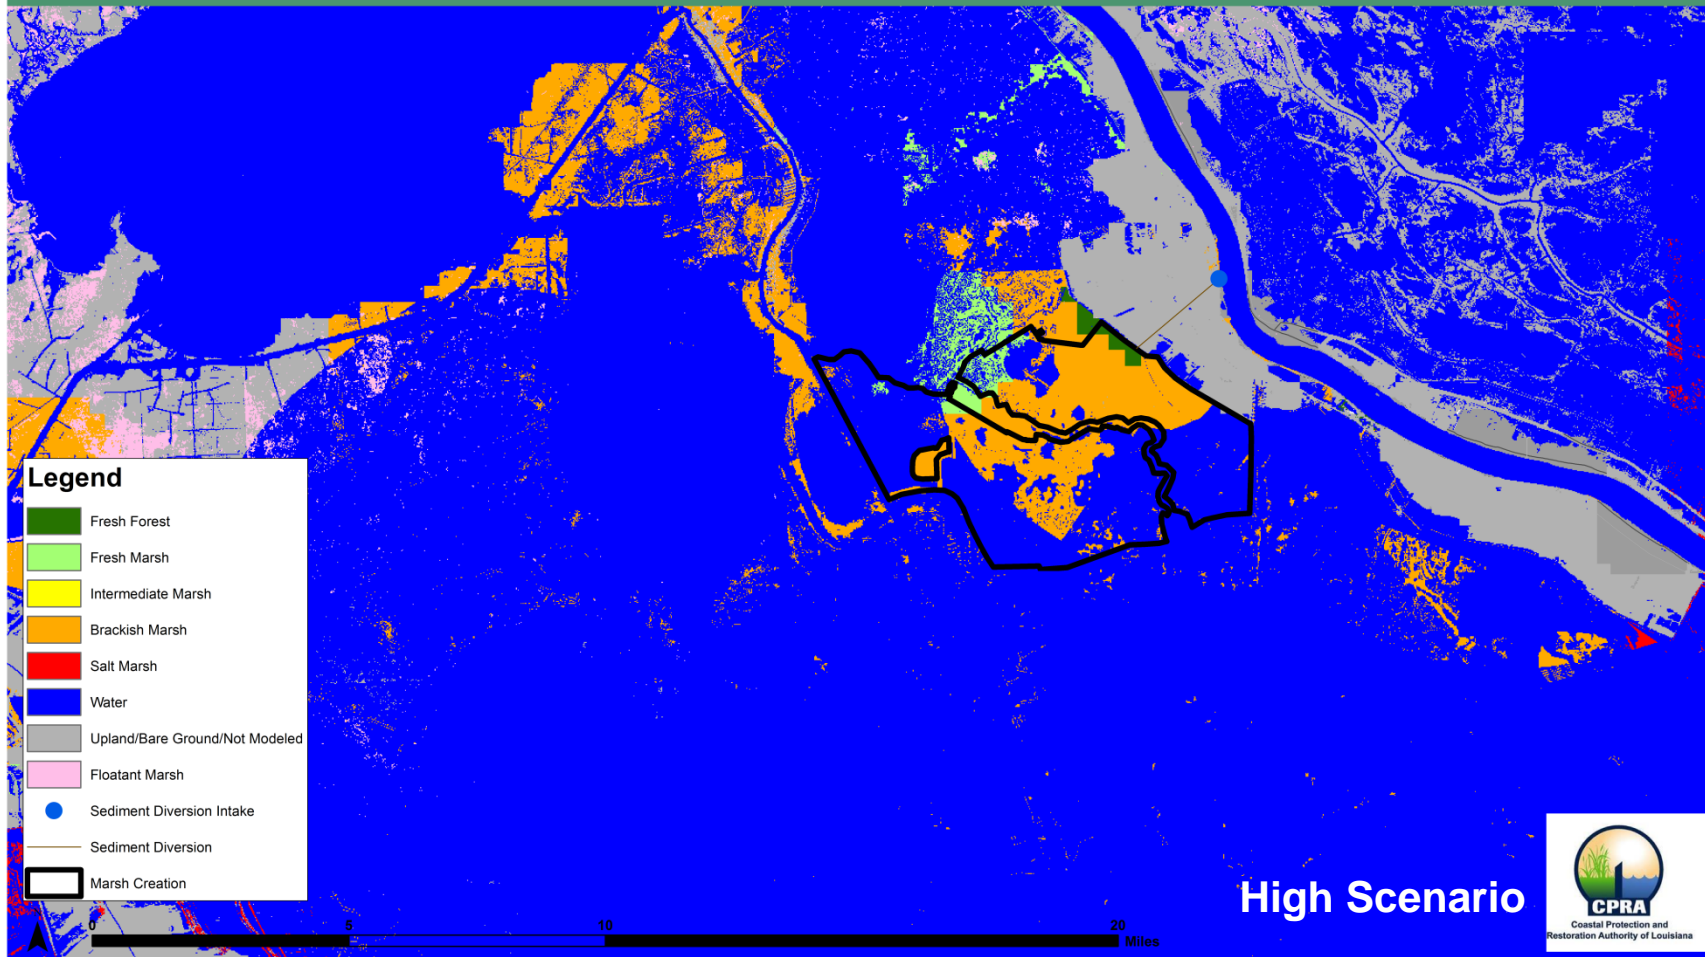 Legend
Fresh Forest
Fresh Marsh
Intermediate Marsh
Brackish Marsh
Salt Marsh
Water
Upland/Bare Ground/Not Modeled
Floatant Marsh
Sediment Diversion Intake
Sediment Diversion
Marsh Creation
0 5 10 20
Miles
High Scenario
CPRA
Coastal Protection and
Restoration Authority of Louisiana